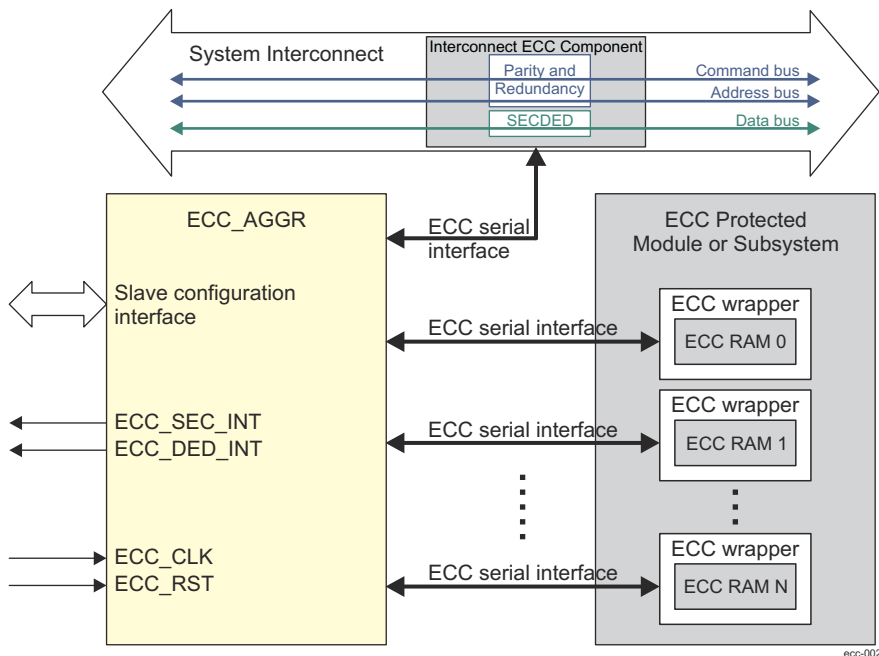 System Interconnect
Interconnect ECC Component
Parity and
Redundancy
Command bus
Address bus
SECDED
Data bus
ECC_AGGR
ECC serial
interface
ECC Protected
Module or Subsystem
Slave configuration
interface
ECC wrapper
ECC RAM 0
ECC serial interface
ECC_SEC_INT
ECC_DED_INT
ECC serial interface
ECC wrapper
ECC RAM 1
ECC_CLK
ECC_RST
ECC serial interface
ECC wrapper
ECC RAM N
ecc-002